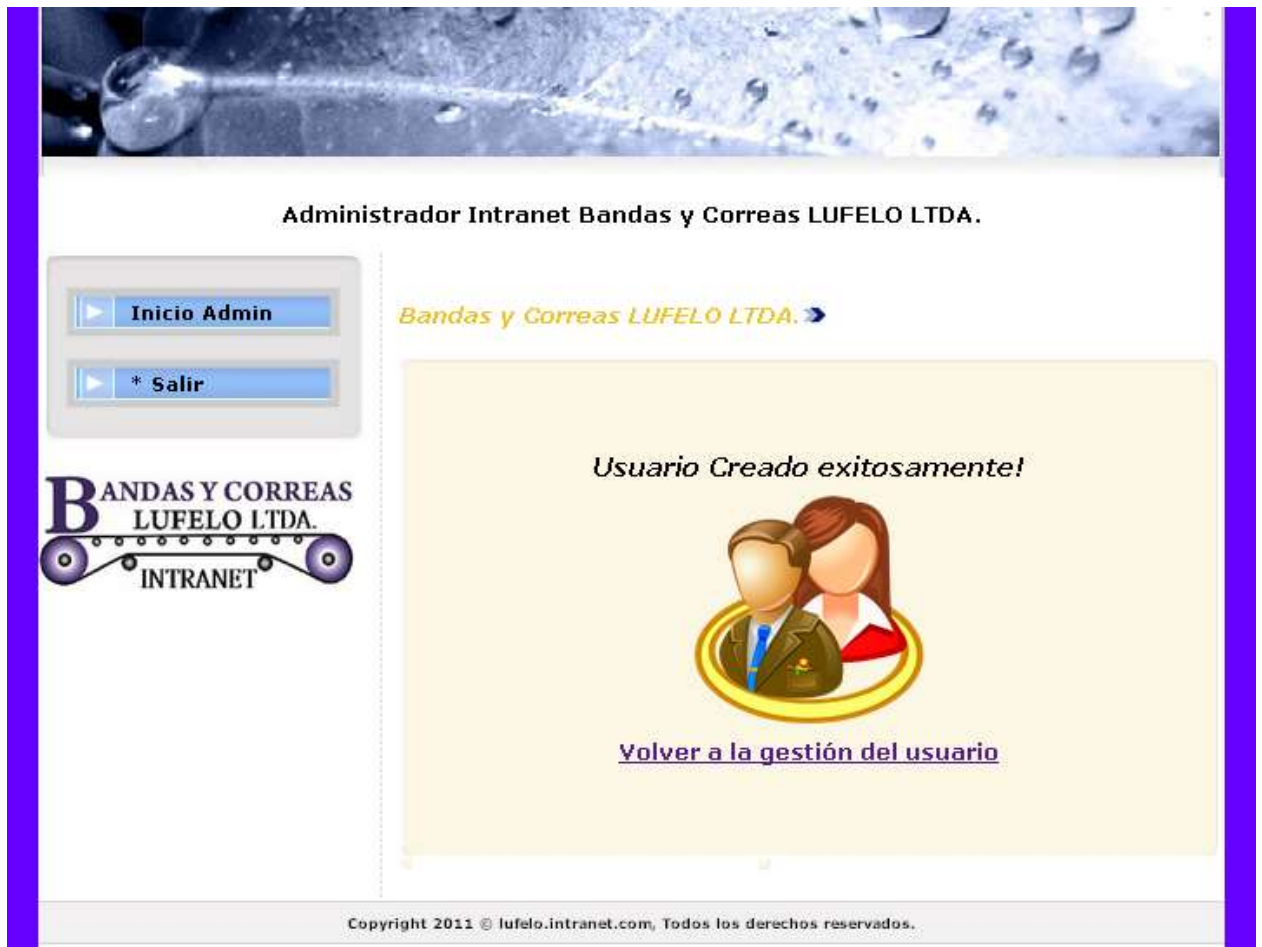 Administrador Intranet Bandas y Correas LUFELO LTDA.
Inicio Admin
* Salir
BANDAS Y CORREAS
LUFELO LTDA.
INTRANET
Bandas y Correas LUFELO LTDA.
Usuario Creado exitosamente!
Volver a la gestión del usuario
Copyright 2011 © lufelo.intranet.com, Todos los derechos reservados.